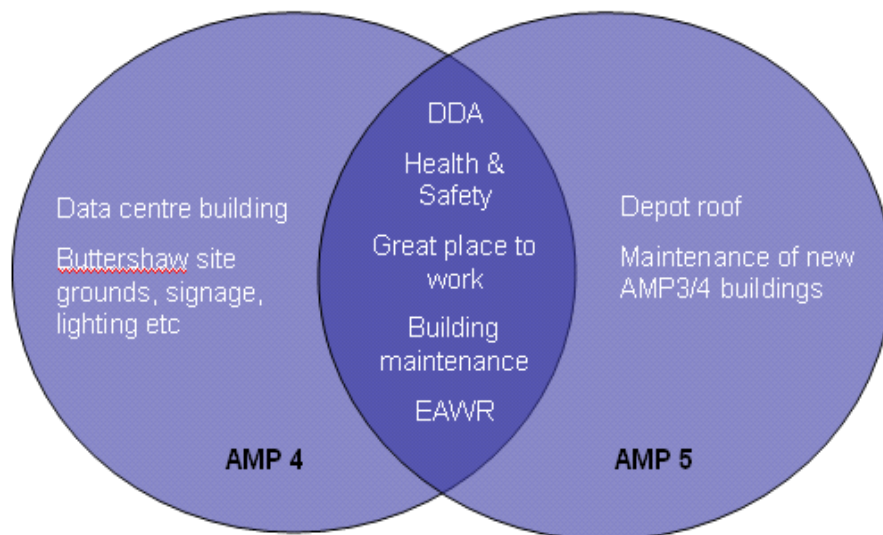 Data centre building
Buttershaw site
grounds, signage,
lighting etc
AMP 4
DDA
Health &
Safety
Great place to
work
Building
maintenance
EAWR
Depot roof
Maintenance of new
AMP3/4 buildings
AMP 5